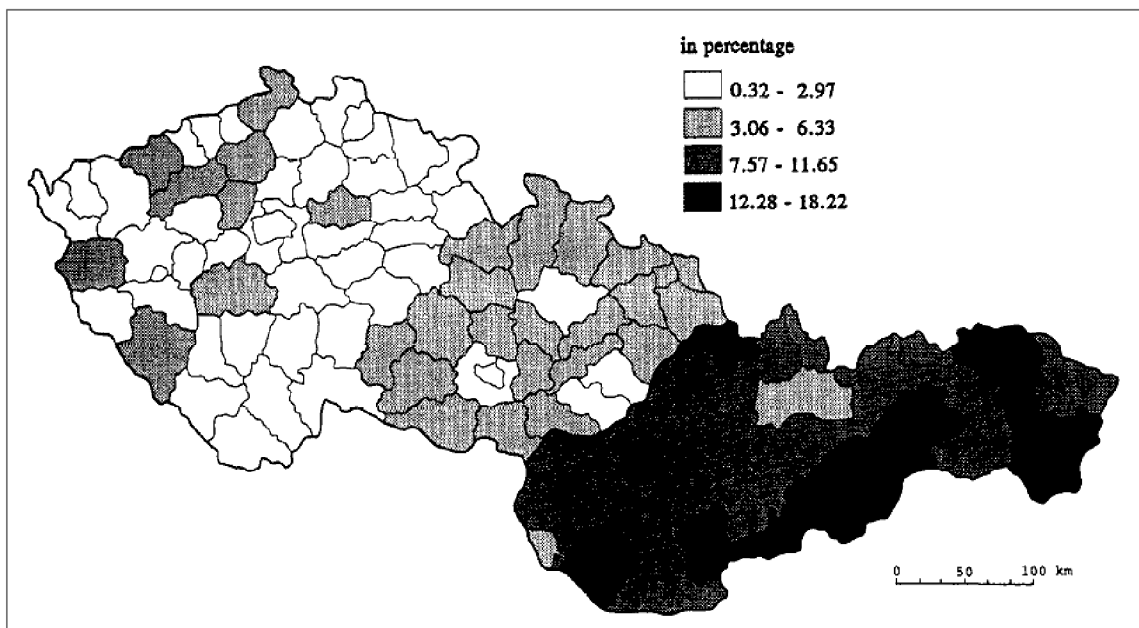 in percentage
0.32 - 2.97
3.06 - 6.33
7.57 - 11.65
12.28 - 18.22
0 50 100 km